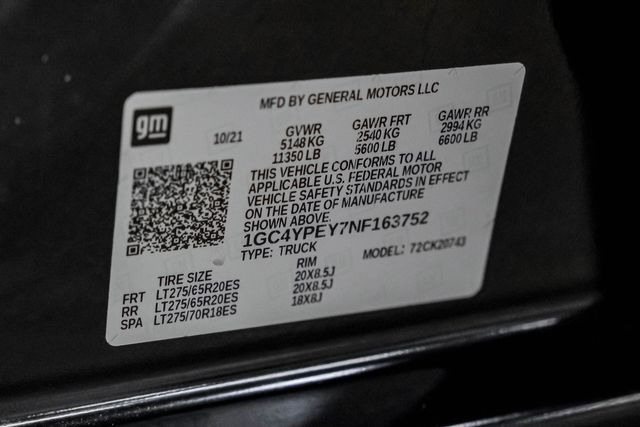 MFD BY GENERAL MOTORS LLC
gm
10/21
GVWR GAWR FRT GAWR RR
5148 KG 2540 KG 2994 KG
11350 LB 5600 LB 6600 LB
THIS VEHICLE CONFORMS TO ALL
APPLICABLE U.S. FEDERAL MOTOR
VEHICLE SAFETY STANDARDS IN EFFECT
ON THE DATE OF MANUFACTURE
SHOWN ABOVE.
1GC4YPEY7NF163752
TYPE: TRUCK MODEL: 72CK20743
TIRE SIZE RIM
FRT LT275/65R20ES 20X8.5J
RR LT275/65R20ES 20X8.5J
SPA LT275/70R18ES 18X8J